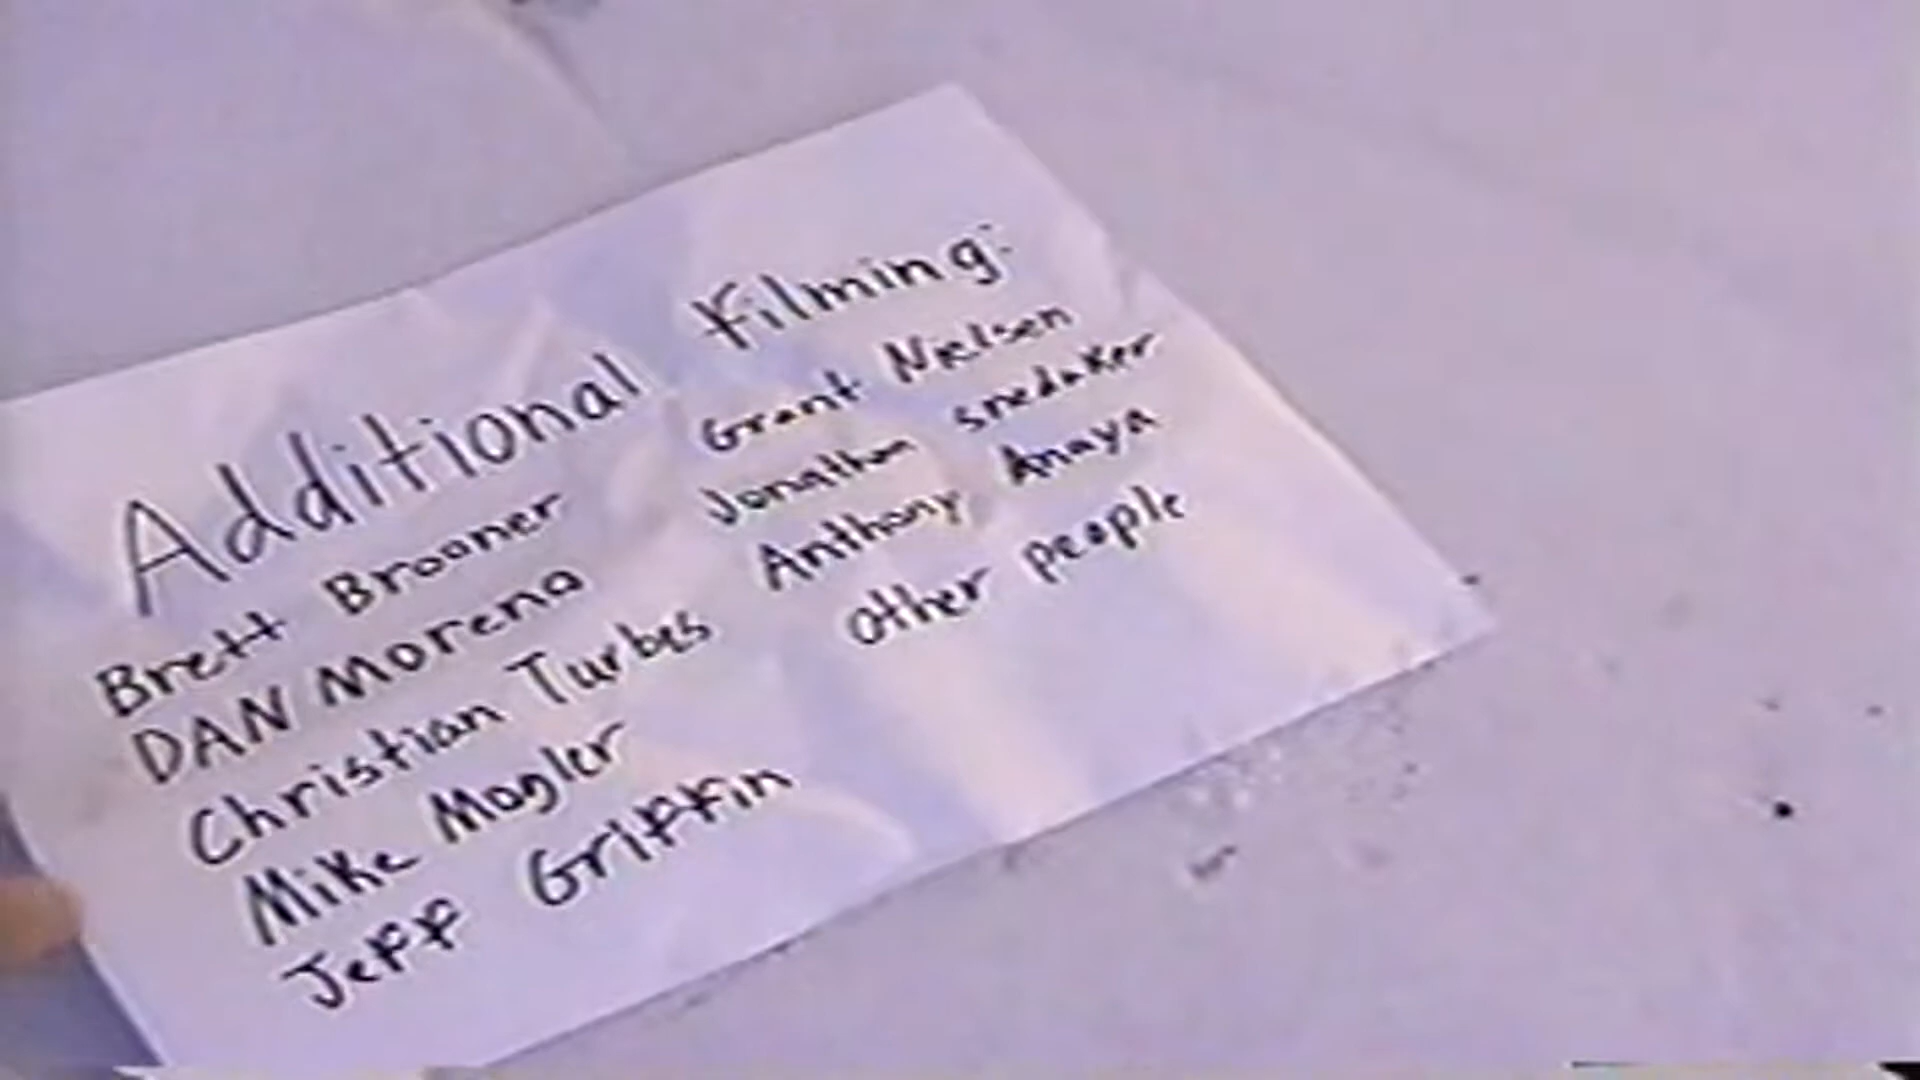 Additional Filming:
Brett Brooner
DAN Moreno
Christian Turbes
Mike Mogler
Jeff Griffin
Grant Nielsen
Jonathan snedaker
Anthony Anaya
other people